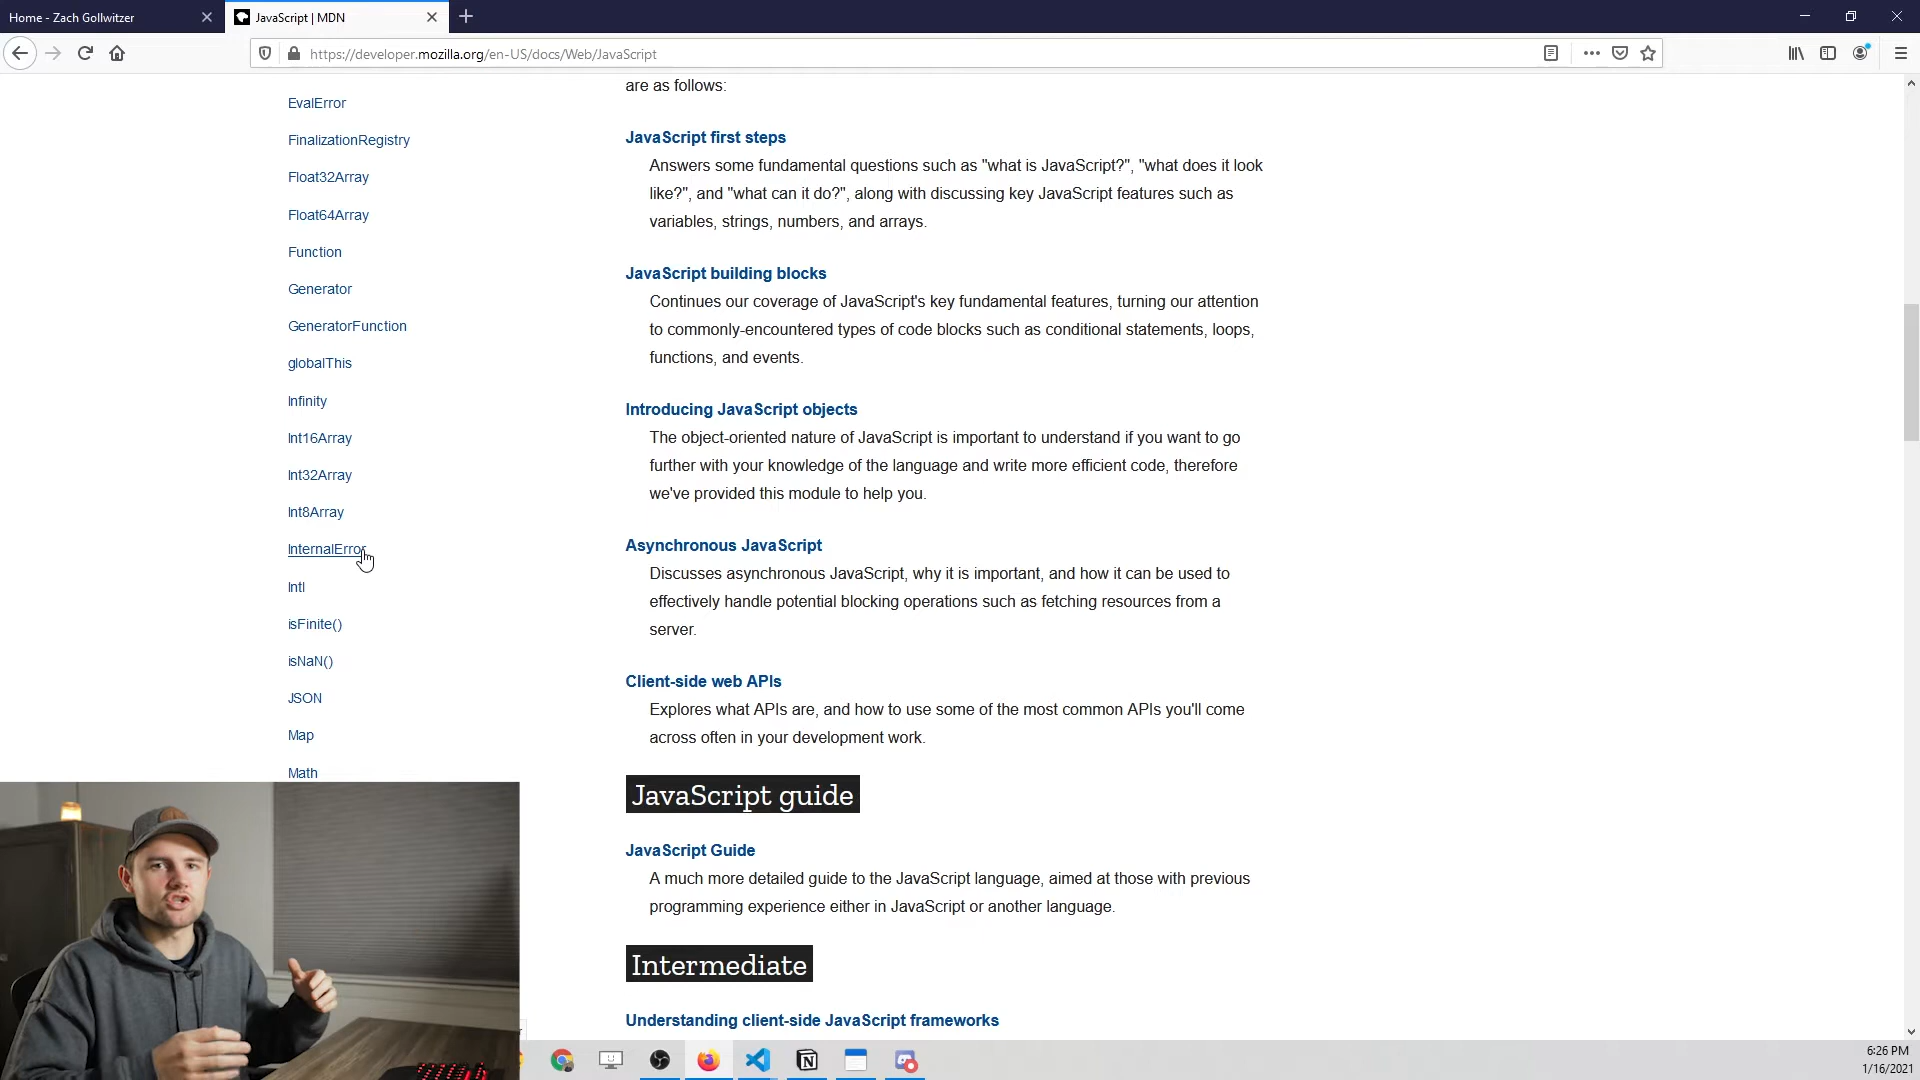 Home - Zach Gollwitzer
JavaScript | MDN
https://developer.mozilla.org/en-US/docs/Web/JavaScript
EvalError
FinalizationRegistry
Float32Array
Float64Array
Function
Generator
GeneratorFunction
globalThis
Infinity
Int16Array
Int32Array
Int8Array
InternalError
Intl
isFinite()
isNaN()
JSON
Map
Math
are as follows:
JavaScript first steps
Answers some fundamental questions such as "what is JavaScript?", "what does it look
like?", and "what can it do?", along with discussing key JavaScript features such as
variables, strings, numbers, and arrays.
JavaScript building blocks
Continues our coverage of JavaScript's key fundamental features, turning our attention
to commonly-encountered types of code blocks such as conditional statements, loops,
functions, and events.
Introducing JavaScript objects
The object-oriented nature of JavaScript is important to understand if you want to go
further with your knowledge of the language and write more efficient code, therefore
we've provided this module to help you.
Asynchronous JavaScript
Discusses asynchronous JavaScript, why it is important, and how it can be used to
effectively handle potential blocking operations such as fetching resources from a
server.
Client-side web APIs
Explores what APIs are, and how to use some of the most common APIs you'll come
across often in your development work.
JavaScript guide
JavaScript Guide
A much more detailed guide to the JavaScript language, aimed at those with previous
programming experience either in JavaScript or another language.
Intermediate
Understanding client-side JavaScript frameworks
6:26 PM
1/16/2021